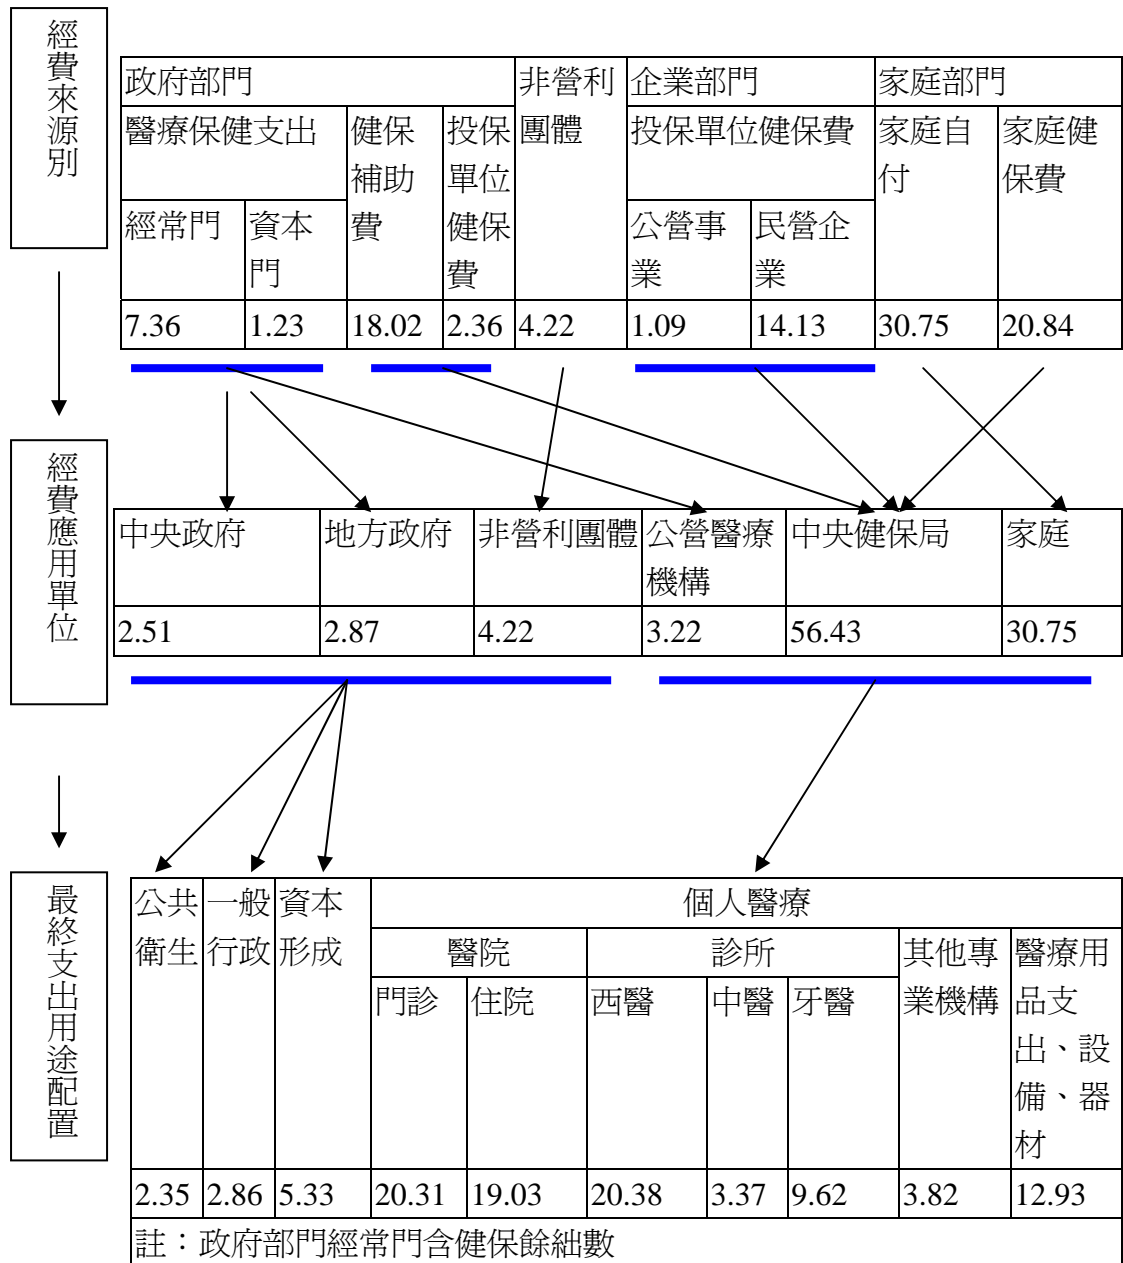 經費來源別
政府部門
非營利
團體
企業部門
家庭部門
醫療保健支出
健保
補助
費
投保
單位
健保
費
投保單位健保費
家庭自
付
家庭健
保費
經常門
資本
門
公營事
業
民營企
業
7.36 1.23 18.02 2.36 4.22 1.09 14.13 30.75 20.84
經費應用單位
中央政府
地方政府
非營利團體
公營醫療
機構
中央健保局
家庭
2.51 2.87 4.22 3.22 56.43 30.75
最終支出用途配置
公共
衛生
一般
行政
資本
形成
個人醫療
醫院
診所
其他專
業機構
醫療用
品支
出、設
備、器
材
門診
住院
西醫
中醫
牙醫
2.35 2.86 5.33 20.31 19.03 20.38 3.37 9.62 3.82 12.93
註：政府部門經常門含健保餘絀數